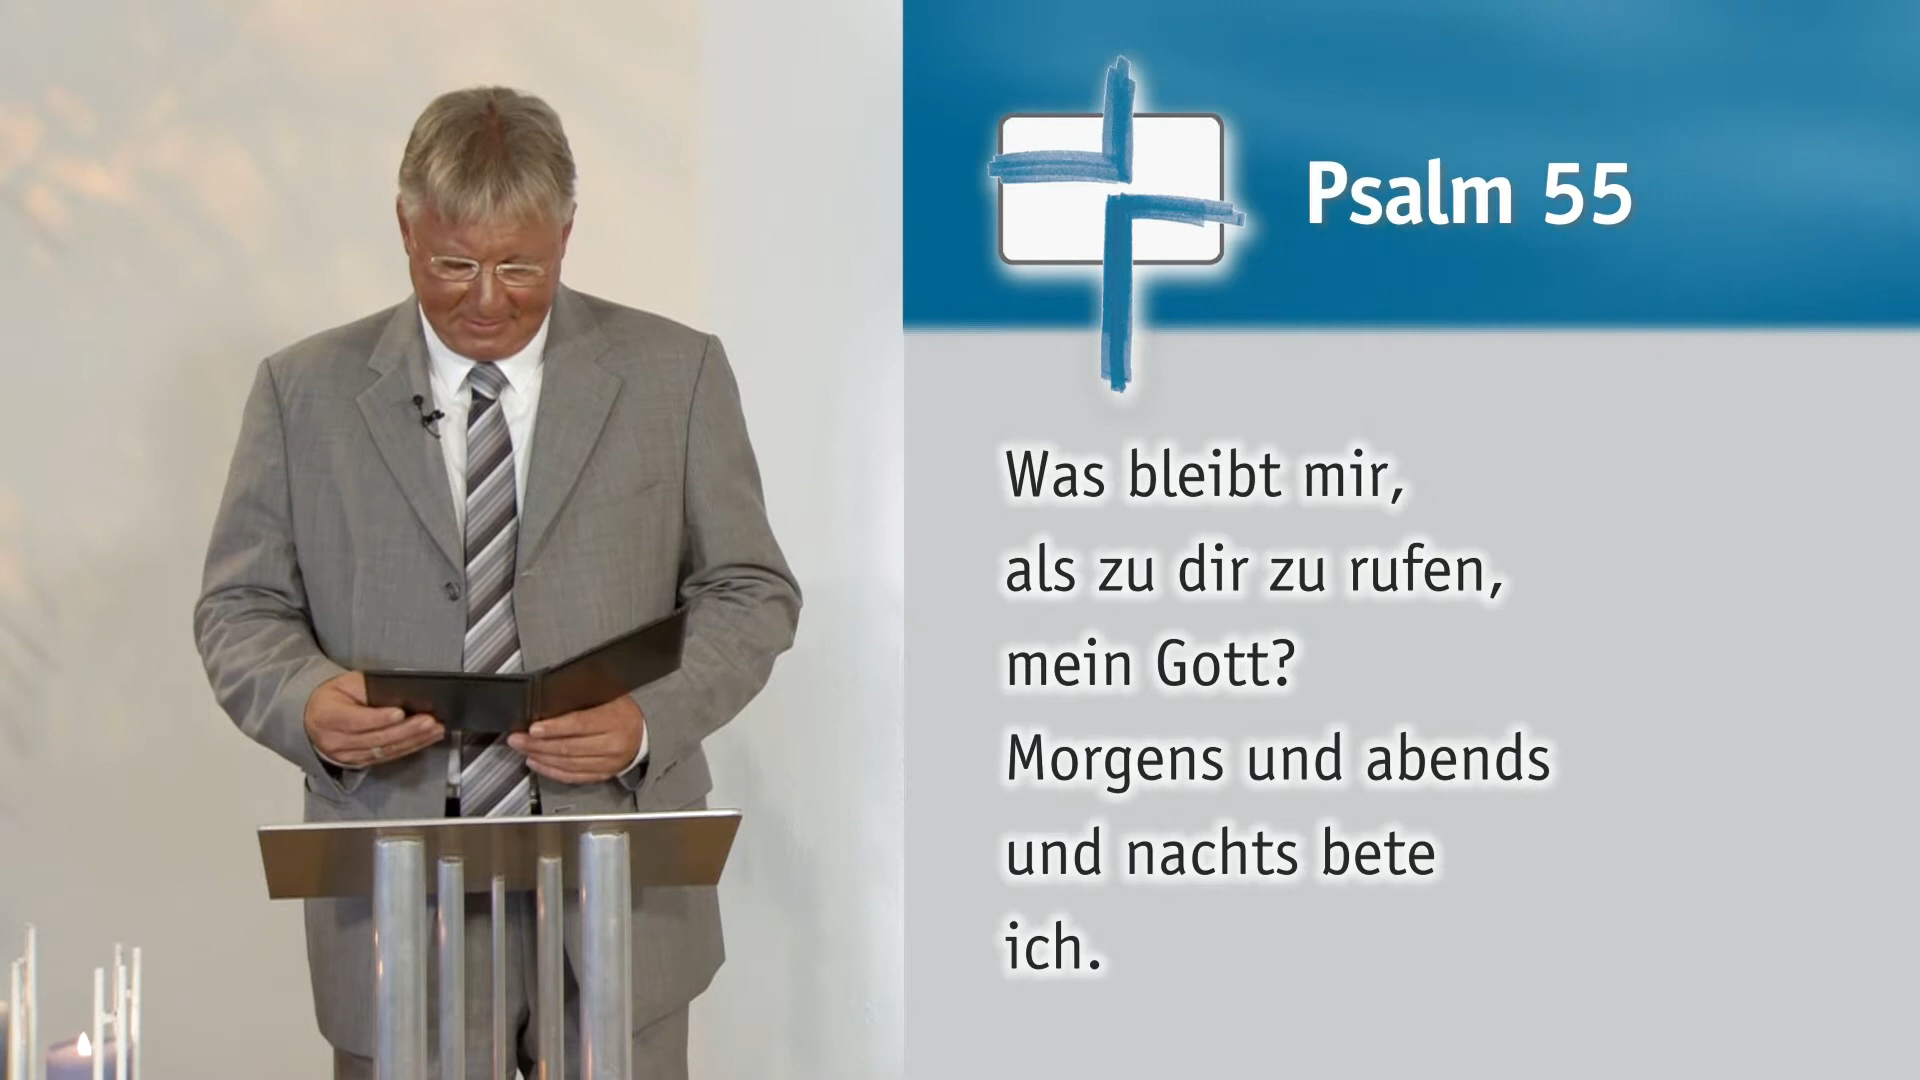 Psalm 55
Was bleibt mir,
als zu dir zu rufen,
mein Gott?
Morgens und abends
und nachts bete
ich.